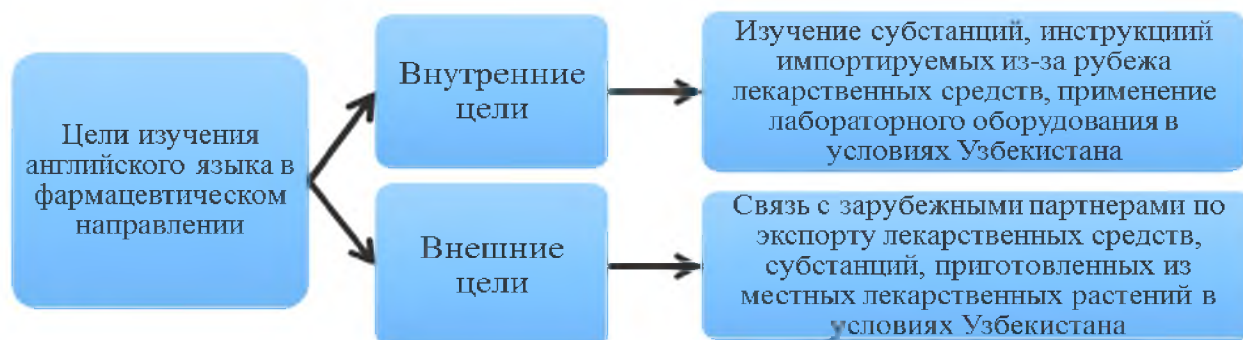 Цели изучения
английского языка в
фармацевтическом
направлении
Внутренние
цели
Изучение субстанций, инструкциий
импортируемых из-за рубежа
лекарственных средств, применение
лабораторного оборудования в
условиях Узбекистана
Внешние
цели
Связь с зарубежными партнерами по
экспорту лекарственных средств,
субстанций, приготовленных из
местных лекарственных растений в
условиях Узбекистана